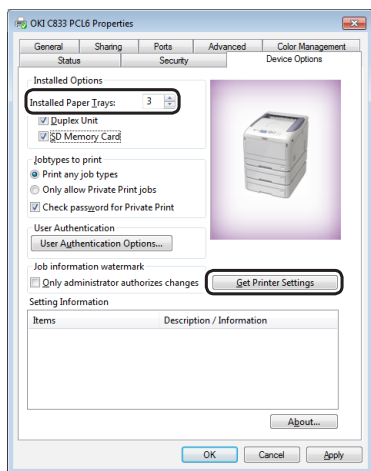 OKI C833 PCL6 Properties
General Sharing Ports Advanced Color Management
Status Security Device Options
Installed Options
Installed Paper Trays: 3
Duplex Unit
SD Memory Card
Jobtypes to print
Print any job types
Only allow Private Print jobs
Check password for Private Print
User Authentication
User Authentication Options...
Job information watermark
Only administrator authorizes changes Get Printer Settings
Setting Information
Items Description / Information
About...
OK Cancel Apply